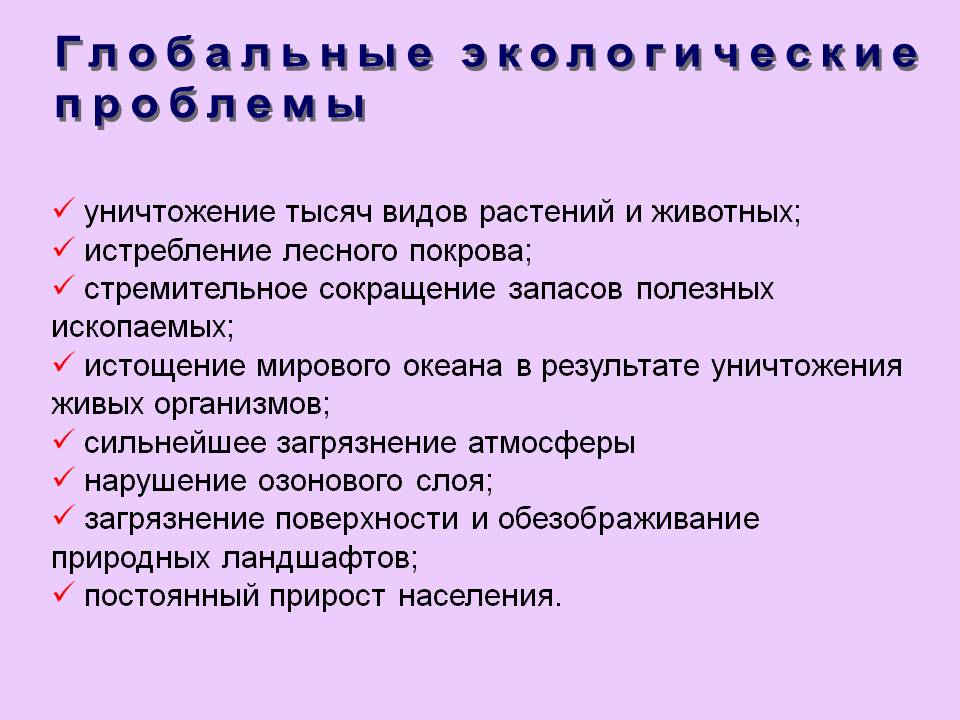 Глобальные экологические
проблемы
✓ уничтожение тысяч видов растений и животных;
✓ истребление лесного покрова;
✓ стремительное сокращение запасов полезных
ископаемых;
✓ истощение мирового океана в результате уничтожения
живых организмов;
✓ сильнейшее загрязнение атмосферы
✓ нарушение озонового слоя;
✓ загрязнение поверхности и обезображивание
природных ландшафтов;
✓ постоянный прирост населения.